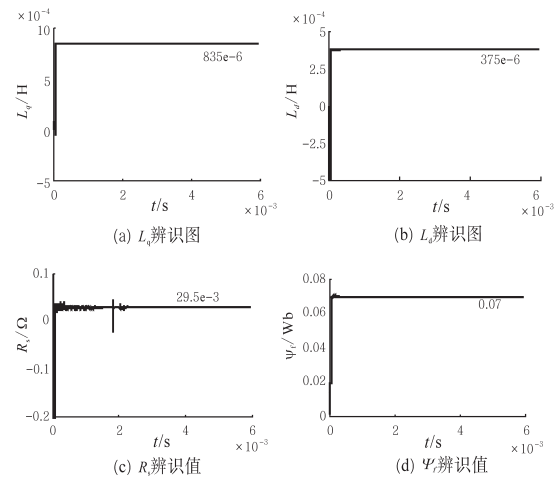 ×10⁻⁴
10
5
0
−5
L_q/H
835e-6
0
2
4
6
t/s
×10⁻³
(a) L_q辨识图
×10⁻⁴
5
2.5
0
−2.5
−5
L_d/H
375e-6
0
2
4
6
t/s
×10⁻³
(b) L_d辨识图
0.1
0
−0.1
−0.2
R_s/Ω
29.5e-3
0
2
4
6
t/s
×10⁻³
(c) R_s辨识值
0.08
0.06
0.04
0.02
0
ψ_f/Wb
0.07
0
2
4
6
t/s
×10⁻³
(d) Ψ_f辨识值